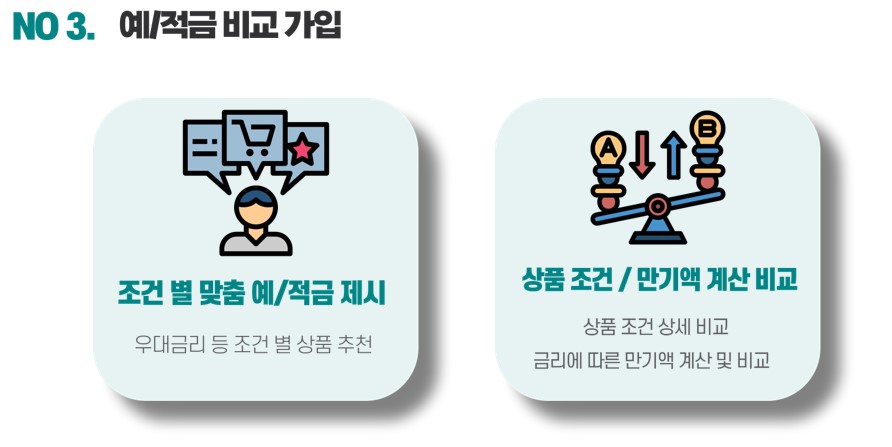 NO 3. 예/적금 비교 가입
A B
조건 별 맞춤 예/적금 제시
우대금리 등 조건 별 상품 추천
상품 조건 / 만기액 계산 비교
상품 조건 상세 비교
금리에 따른 만기액 계산 및 비교